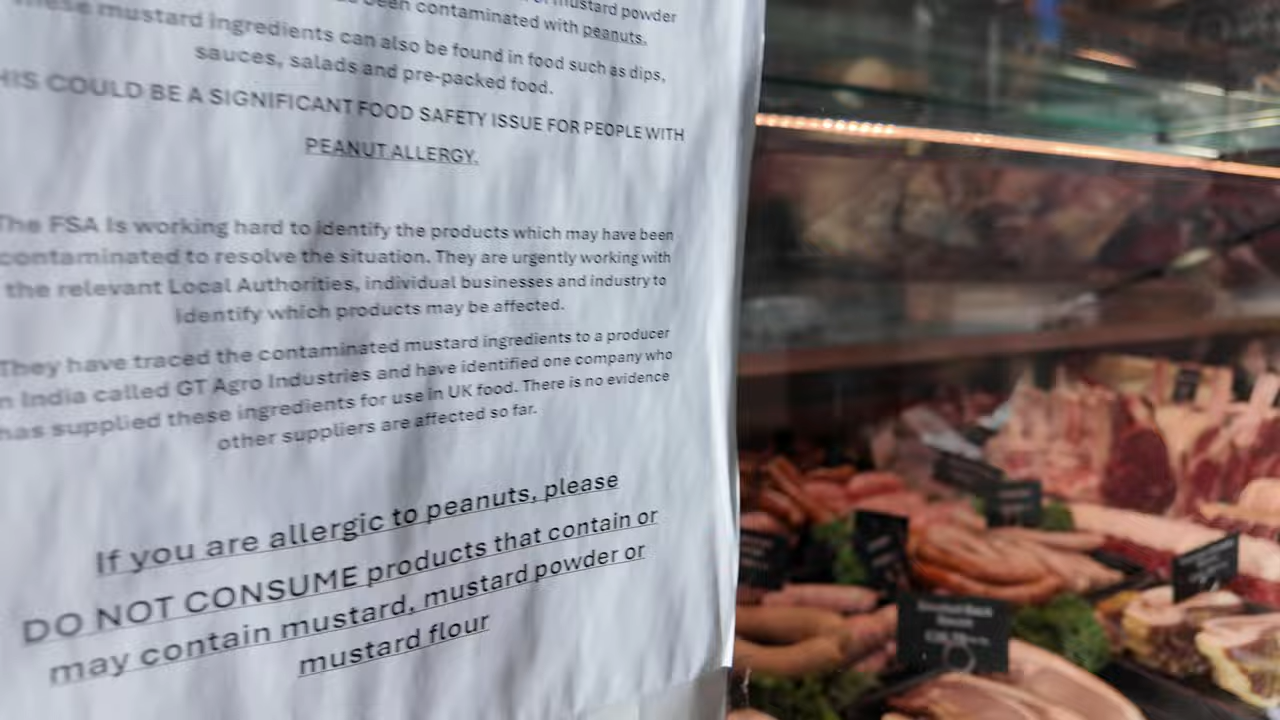 been contaminated with peanuts.
mustard powder
mustard ingredients can also be found in food such as dips,
sauces, salads and pre-packed food.
COULD BE A SIGNIFICANT FOOD SAFETY ISSUE FOR PEOPLE WITH
PEANUT ALLERGY.
The FSA Is working hard to identify the products which may have been
contaminated to resolve the situation. They are urgently working with
the relevant Local Authorities, individual businesses and industry to
identify which products may be affected.
They have traced the contaminated mustard ingredients to a producer
India called GT Agro Industries and have identified one company who
has supplied these ingredients for use in UK food. There is no evidence
other suppliers are affected so far.
If you are allergic to peanuts, please
DO NOT CONSUME products that contain or
may contain mustard, mustard powder or
mustard flour